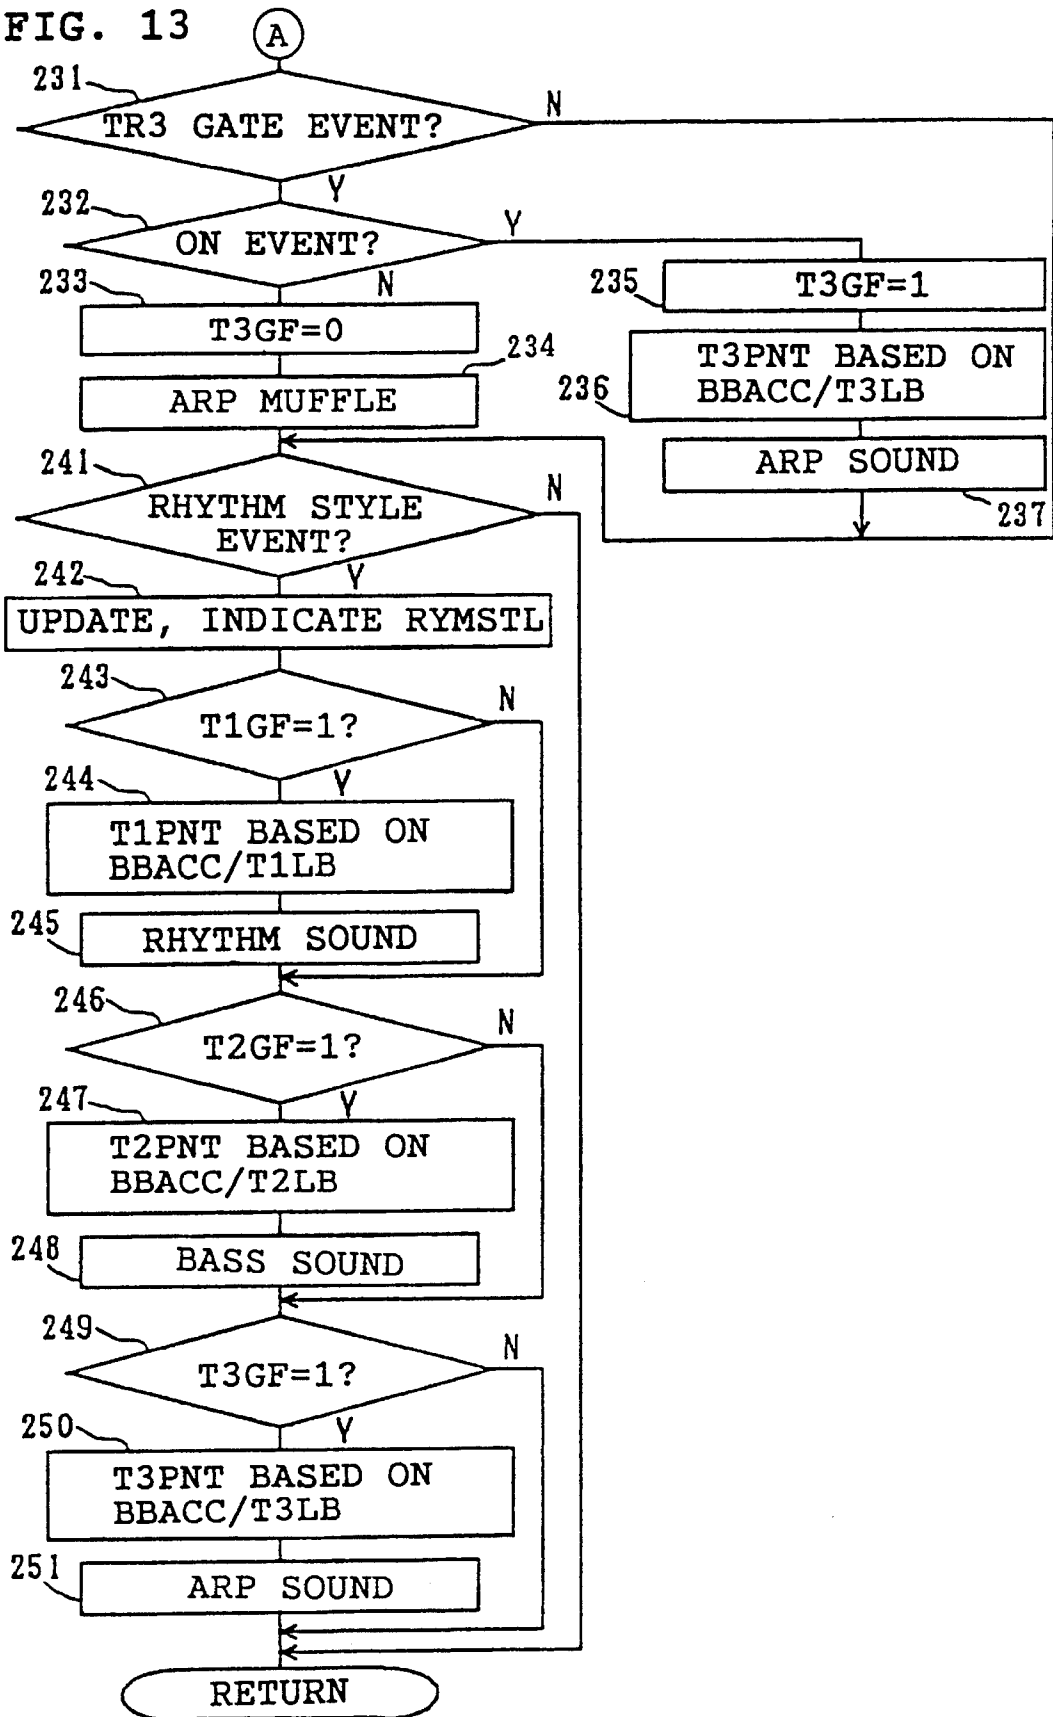 FIG. 13
A
231
TR3 GATE EVENT?
N
Y
232
ON EVENT?
Y
N
233
T3GF=0
234
ARP MUFFLE
235
T3GF=1
236
T3PNT BASED ON
BBACC/T3LB
ARP SOUND
237
241
RHYTHM STYLE
EVENT?
N
Y
242
UPDATE, INDICATE RYMSTL
243
T1GF=1?
N
Y
244
T1PNT BASED ON
BBACC/T1LB
245
RHYTHM SOUND
246
T2GF=1?
N
Y
247
T2PNT BASED ON
BBACC/T2LB
248
BASS SOUND
249
T3GF=1?
N
Y
250
T3PNT BASED ON
BBACC/T3LB
251
ARP SOUND
RETURN